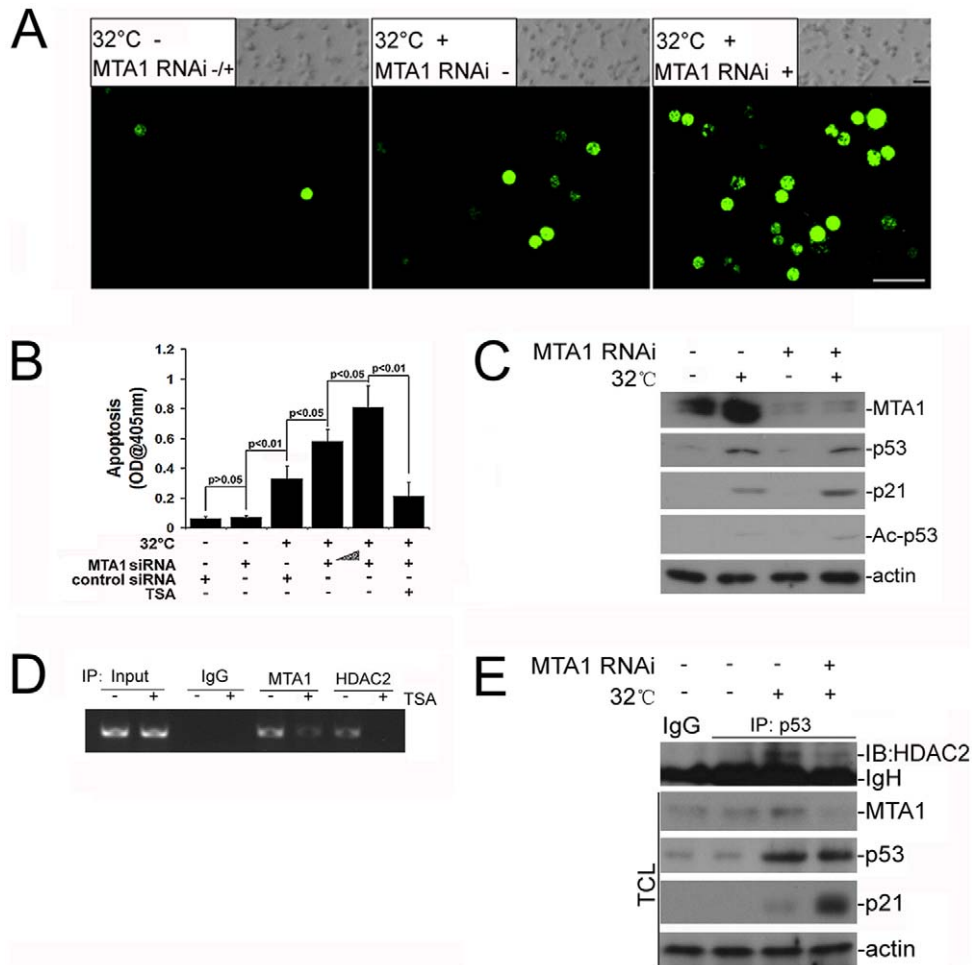 A
32°C -
MTA1 RNAi -/+
32°C +
MTA1 RNAi -
32°C +
MTA1 RNAi +
B
Apoptosis
(OD@405nm)
1.2
1
0.8
0.6
0.4
0.2
0
p>0.05
p<0.01
p<0.05
p<0.05
p<0.01
32°C - - + + + +
MTA1 siRNA - + - + + +
control siRNA + - + - - -
TSA - - - - - +
C
MTA1 RNAi - - + +
32℃ - + - +
-MTA1
-p53
-p21
-Ac-p53
-actin
D
IP: Input IgG MTA1 HDAC2
- + - + - + - + TSA
E
MTA1 RNAi - - - +
32℃ - - + +
IgG IP: p53
-IB:HDAC2
-IgH
TCL
-MTA1
-p53
-p21
-actin